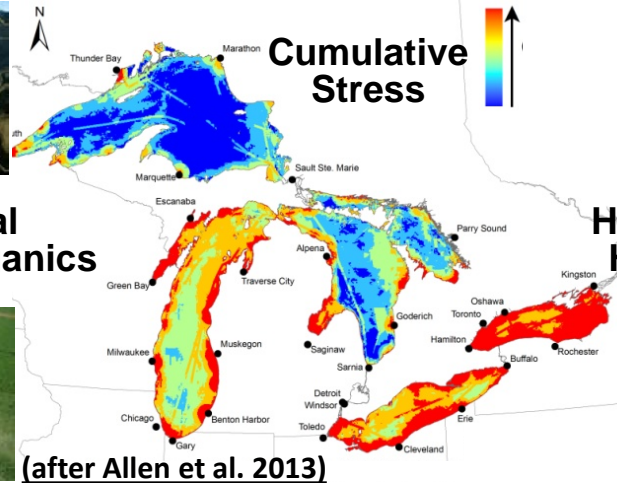 N
Thunder Bay
Marathon
Cumulative
Stress
Marquette
Sault Ste. Marie
Escanaba
Parry Sound
Alpena
Kingston
Green Bay
Traverse City
Oshawa
Toronto
Goderich
Hamilton
Rochester
Saginaw
Milwaukee
Muskegon
Sarnia
Buffalo
Detroit
Windsor
Chicago
Benton Harbor
Erie
Toledo
Gary
Cleveland
(after Allen et al. 2013)